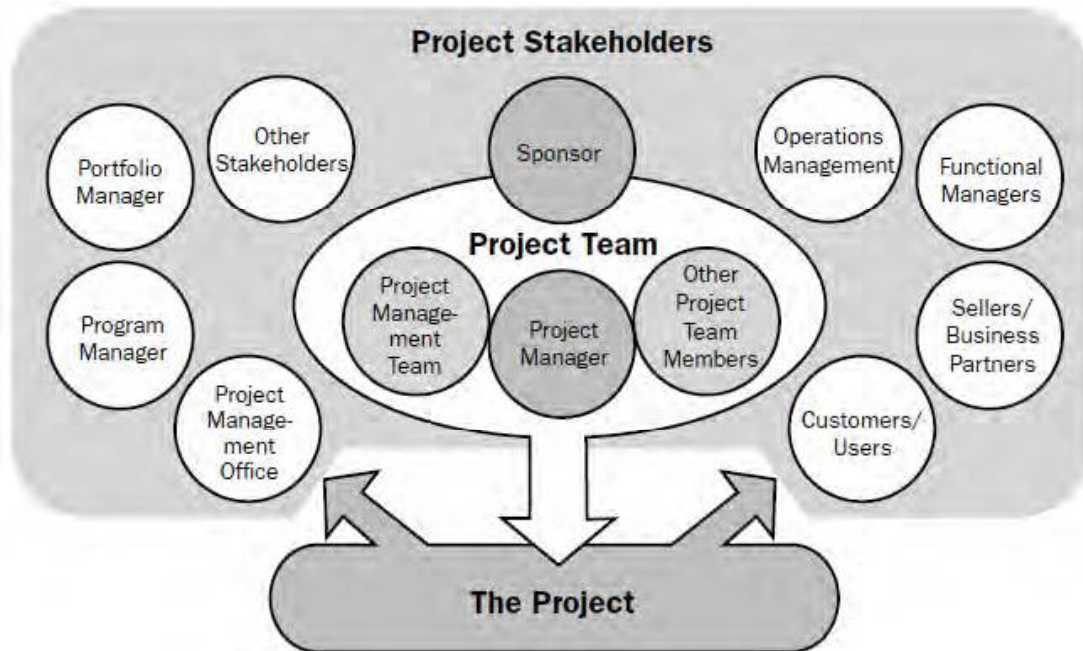 Project Stakeholders
Portfolio
Manager
Other
Stakeholders
Sponsor
Operations
Management
Functional
Managers
Project Team
Project
Manage-
ment
Team
Project
Manager
Other
Project
Team
Members
Program
Manager
Sellers/
Business
Partners
Project
Manage-
ment
Office
Customers/
Users
The Project